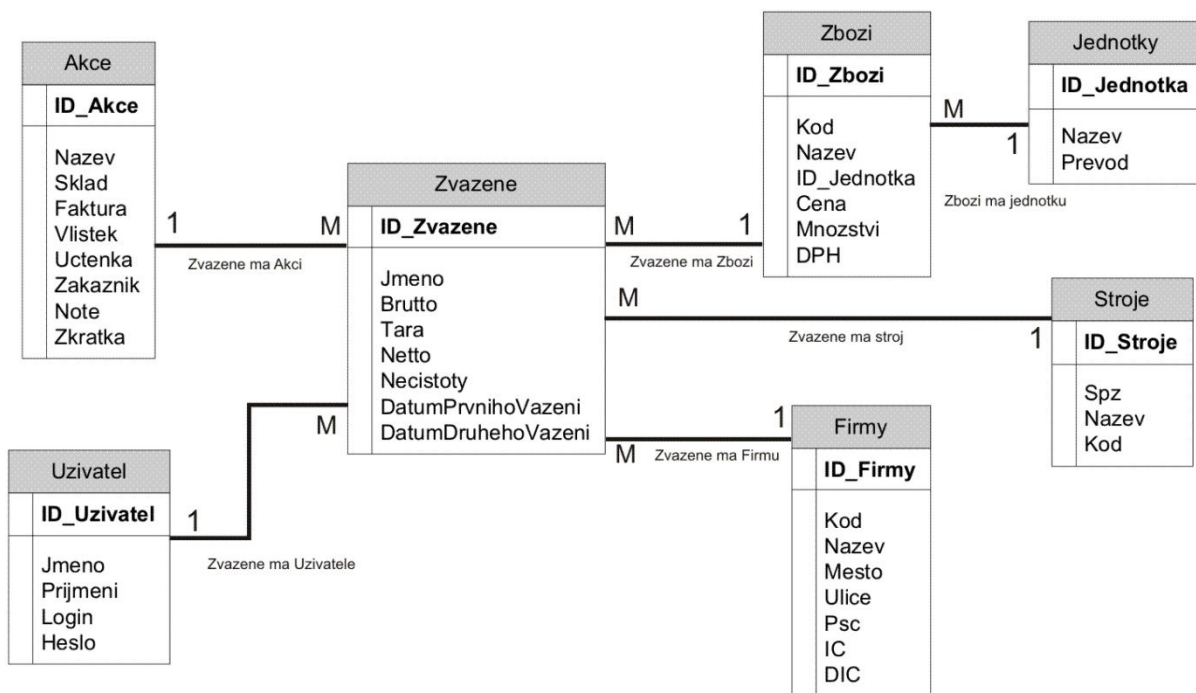 Akce
ID_Akce
Nazev
Sklad
Faktura
Vlistek
Uctenka
Zakaznik
Note
Zkratka
1
M
Zvazene ma Akci
Zvazene
ID_Zvazene
Jmeno
Brutto
Tara
Netto
Necistoty
DatumPrvnihoVazeni
DatumDruhehoVazeni
M
1
Zvazene ma Zbozi
Zbozi
ID_Zbozi
Kod
Nazev
ID_Jednotka
Cena
Mnozstvi
DPH
M
1
Zbozi ma jednotku
Jednotky
ID_Jednotka
Nazev
Prevod
M
1
Zvazene ma stroj
Stroje
ID_Stroje
Spz
Nazev
Kod
M
1
Zvazene ma Firmu
Firmy
ID_Firmy
Kod
Nazev
Mesto
Ulice
Psc
IC
DIC
Uzivatel
ID_Uzivatel
Jmeno
Prijmeni
Login
Heslo
1
M
Zvazene ma Uzivatele